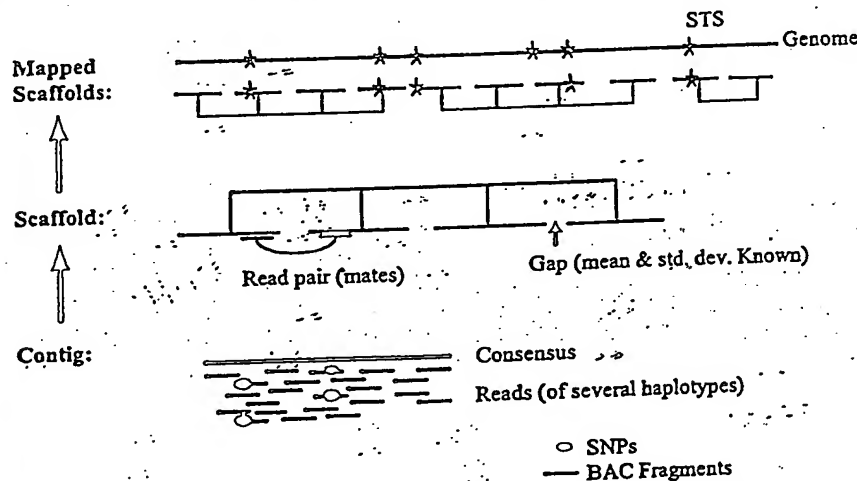 STS
Genome
Mapped
Scaffolds:
Scaffold:
Read pair (mates)
Gap (mean & std. dev. Known)
Contig:
Consensus
Reads (of several haplotypes)
SNPs
BAC Fragments